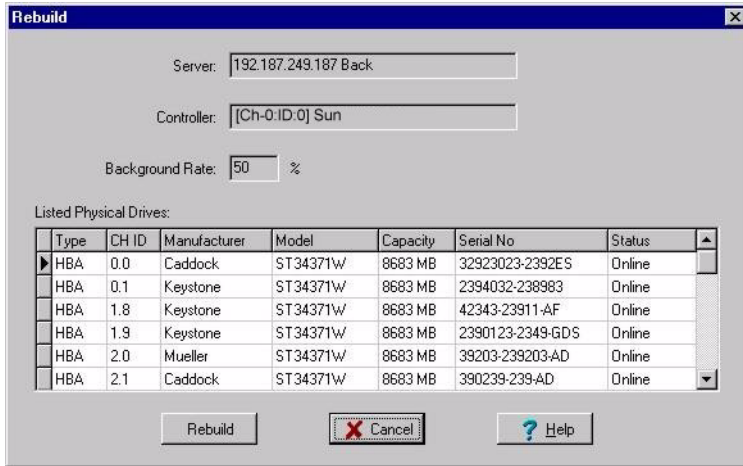 Rebuild
Server: 192.187.249.187 Back
Controller: [Ch-0:ID:0] Sun
Background Rate: 50 %
Listed Physical Drives:
Type CH ID Manufacturer Model Capacity Serial No Status
HBA 0.0 Caddock ST34371W 8683 MB 32923023-2392ES Online
HBA 0.1 Keystone ST34371W 8683 MB 2394032-238983 Online
HBA 1.8 Keystone ST34371W 8683 MB 42343-23911-AF Online
HBA 1.9 Keystone ST34371W 8683 MB 2390123-2349-GDS Online
HBA 2.0 Mueller ST34371W 8683 MB 39203-239203-AD Online
HBA 2.1 Caddock ST34371W 8683 MB 390239-239-AD Online
Rebuild Cancel Help